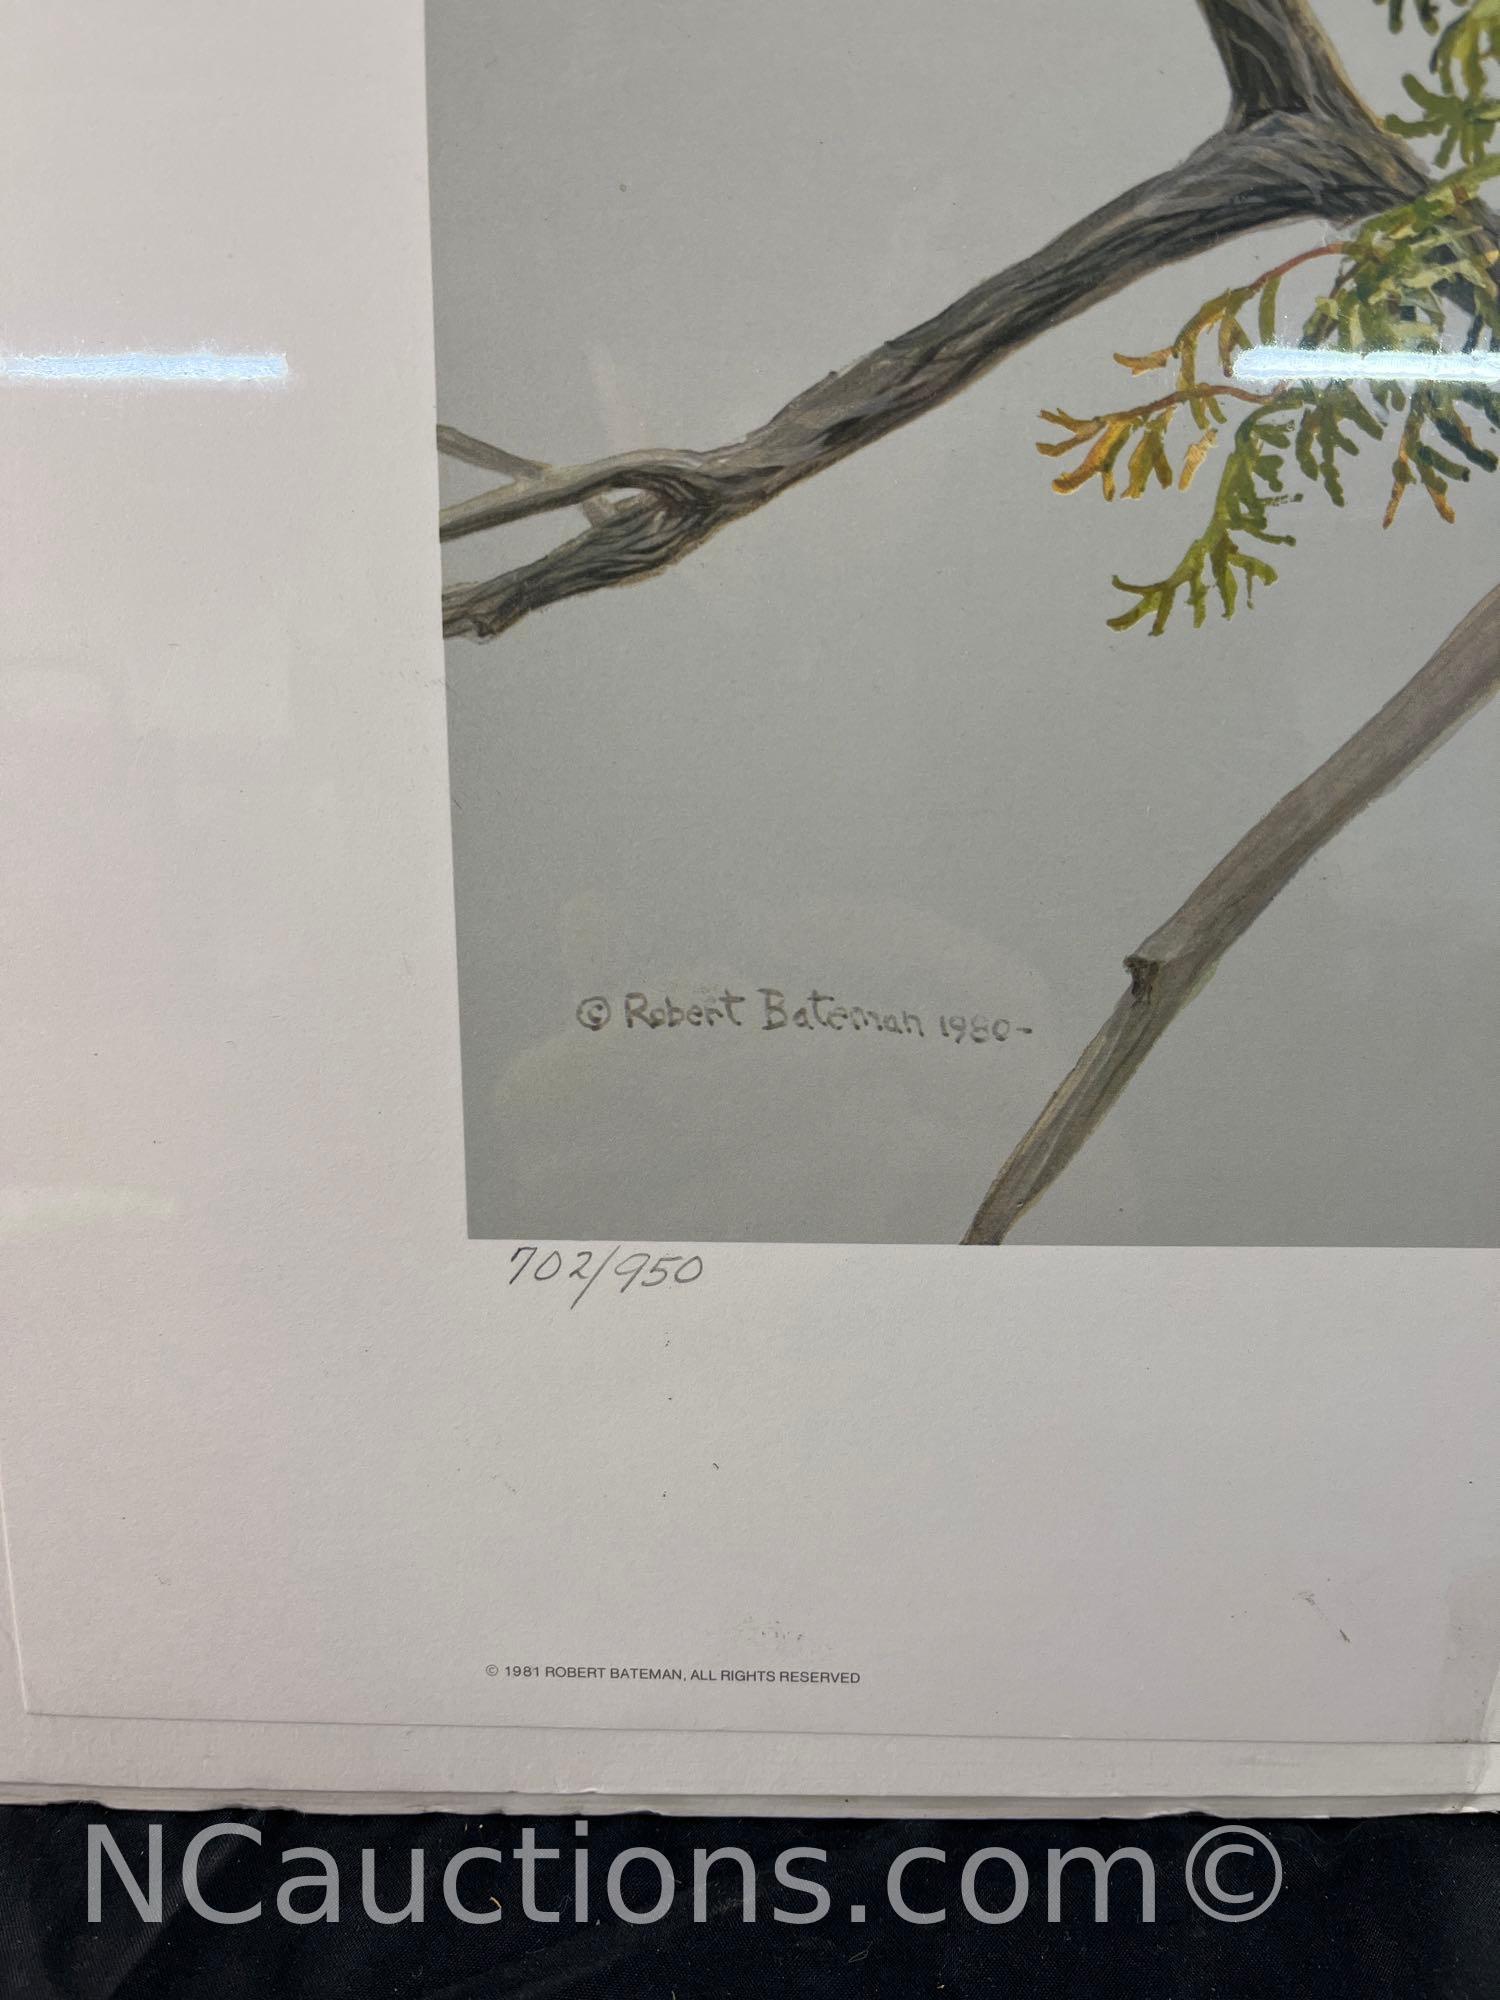 © Robert Bateman 1980-
702/950
© 1981 ROBERT BATEMAN, ALL RIGHTS RESERVED
NCauctions.com©